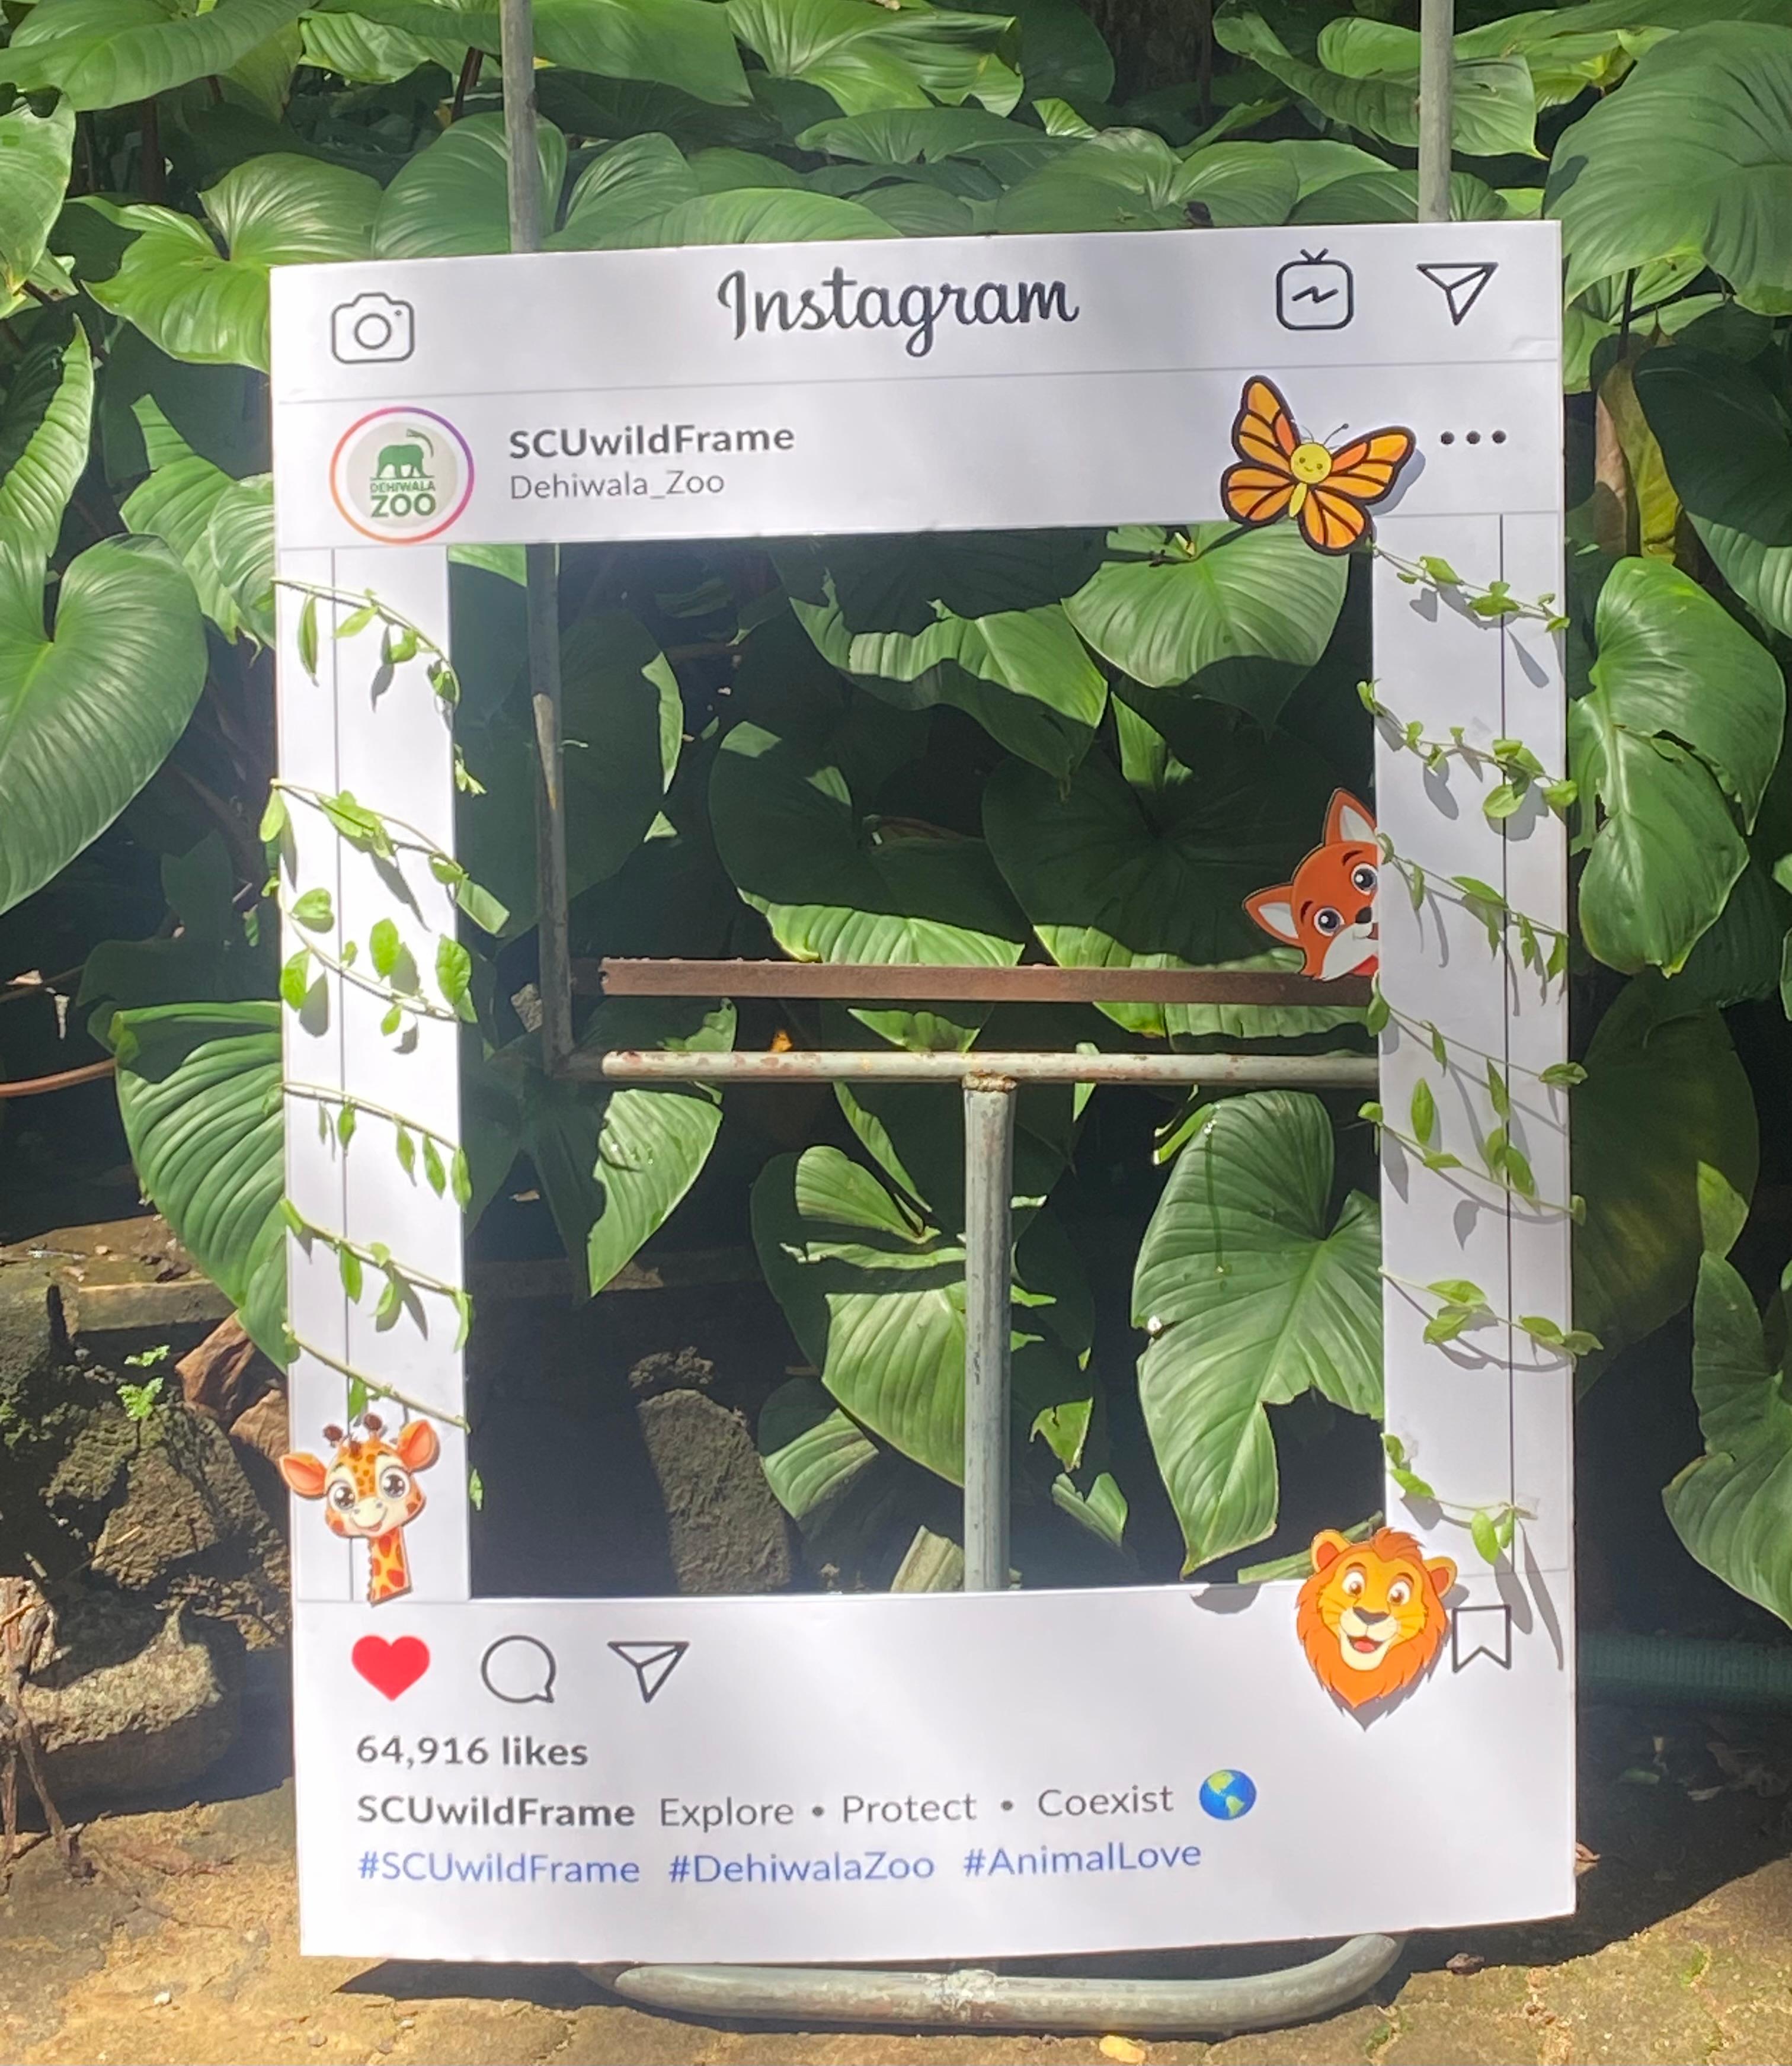 Instagram
SCUwildFrame
Dehiwala_Zoo
DEHIWALA
ZOO
64,916 likes
SCUwildFrame Explore • Protect • Coexist 🌎
#SCUwildFrame #DehiwalaZoo #AnimalLove